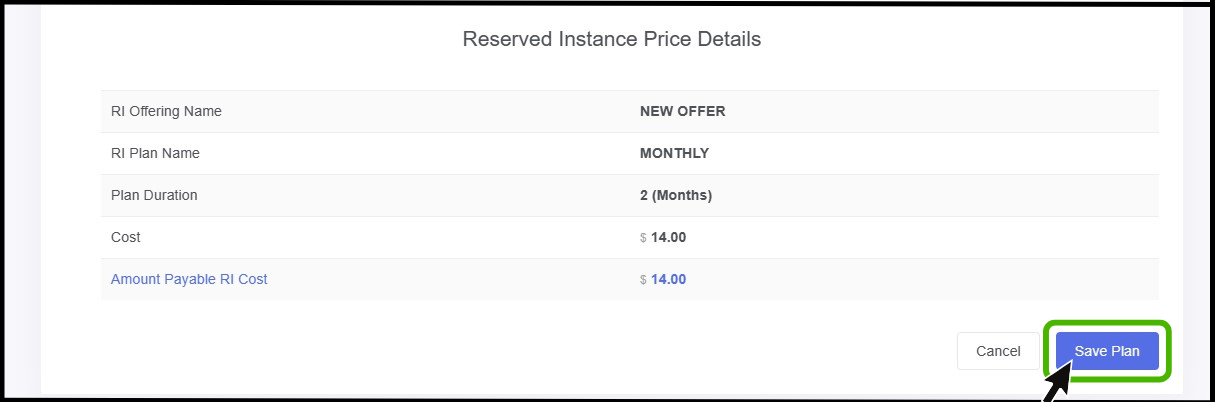 Reserved Instance Price Details
RI Offering Name NEW OFFER
RI Plan Name MONTHLY
Plan Duration 2 (Months)
Cost $ 14.00
Amount Payable RI Cost $ 14.00
Cancel Save Plan